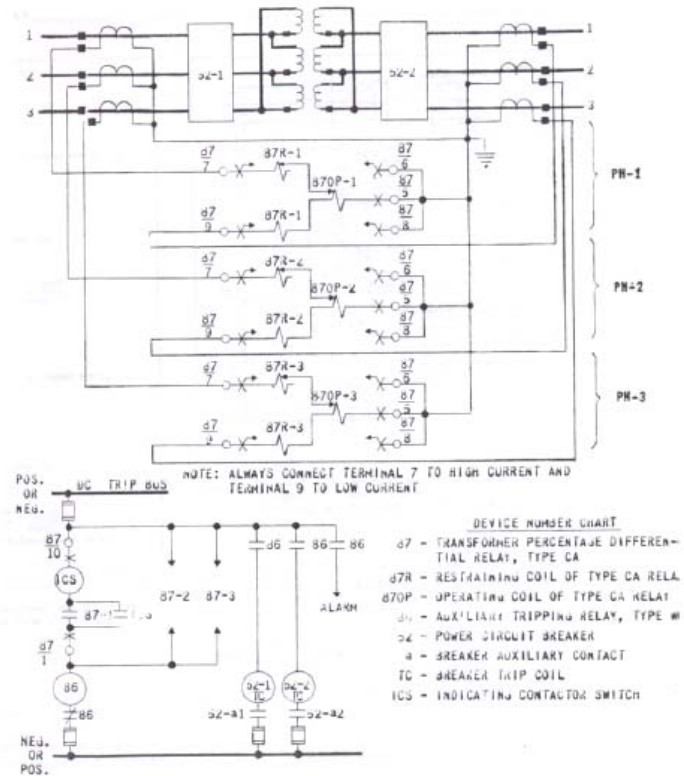 1 1
2 52-1 52-2 2
3 3
87/7 87R-1 87/6
87OP-1 87/5 PH-1
87/9 87R-1 87/8
87/7 87R-2 87/6
87OP-2 87/5 PH-2
87/9 87R-2 87/8
87/7 87R-3 87/6
87OP-3 87/5 PH-3
87/9 87R-3 87/8
NOTE: ALWAYS CONNECT TERMINAL 7 TO HIGH CURRENT AND
TERMINAL 9 TO LOW CURRENT
POS.
OR
NEG.
DC TRIP BUS
87/10
ICS
87-2 87-3
86 86 86
ALARM
87/1
86
86
52-1
TC
52-2
TC
52-a1 52-a2
NEG.
OR
POS.
DEVICE NUMBER CHART
87 - TRANSFORMER PERCENTAGE DIFFEREN-
TIAL RELAY, TYPE CA
87R - RESTRAINING COIL OF TYPE CA RELA
87OP - OPERATING COIL OF TYPE CA RELAY
86 - AUXILIARY TRIPPING RELAY, TYPE
52 - POWER CIRCUIT BREAKER
a - BREAKER AUXILIARY CONTACT
TC - BREAKER TRIP COIL
ICS - INDICATING CONTACTOR SWITCH